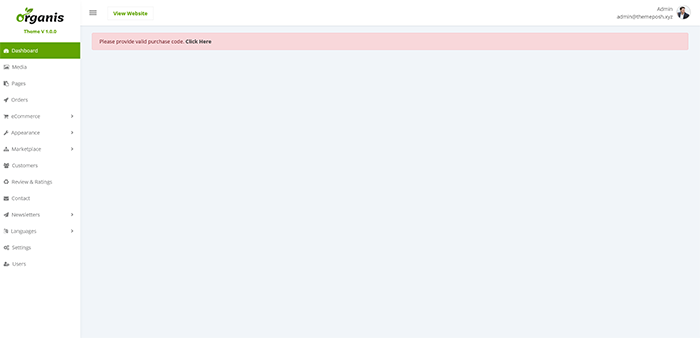 Organis
Theme V 1.0.0
View Website
Admin
admin@themeposh.xyz
Please provide valid purchase code. Click Here
Dashboard
Media
Pages
Orders
eCommerce
Appearance
Marketplace
Customers
Review & Ratings
Contact
Newsletters
Languages
Settings
Users